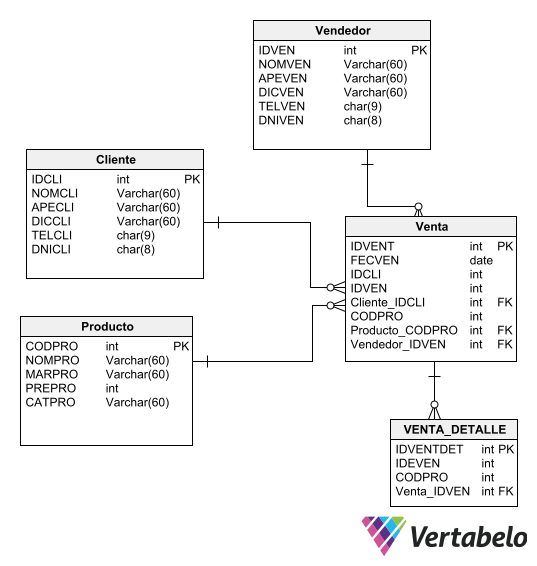 Vendedor
IDVEN int PK
NOMVEN Varchar(60)
APEVEN Varchar(60)
DICVEN Varchar(60)
TELVEN char(9)
DNIVEN char(8)
Cliente
IDCLI int PK
NOMCLI Varchar(60)
APECLI Varchar(60)
DICCLI Varchar(60)
TELCLI char(9)
DNICLI char(8)
Venta
IDVENT int PK
FECVEN date
IDCLI int
IDVEN int
Cliente_IDCLI int FK
CODPRO int
Producto_CODPRO int FK
Vendedor_IDVEN int FK
Producto
CODPRO int PK
NOMPRO Varchar(60)
MARPRO Varchar(60)
PREPRO int
CATPRO Varchar(60)
VENTA_DETALLE
IDVENTDET int PK
IDEVEN int
CODPRO int
Venta_IDVEN int FK
Vertabelo